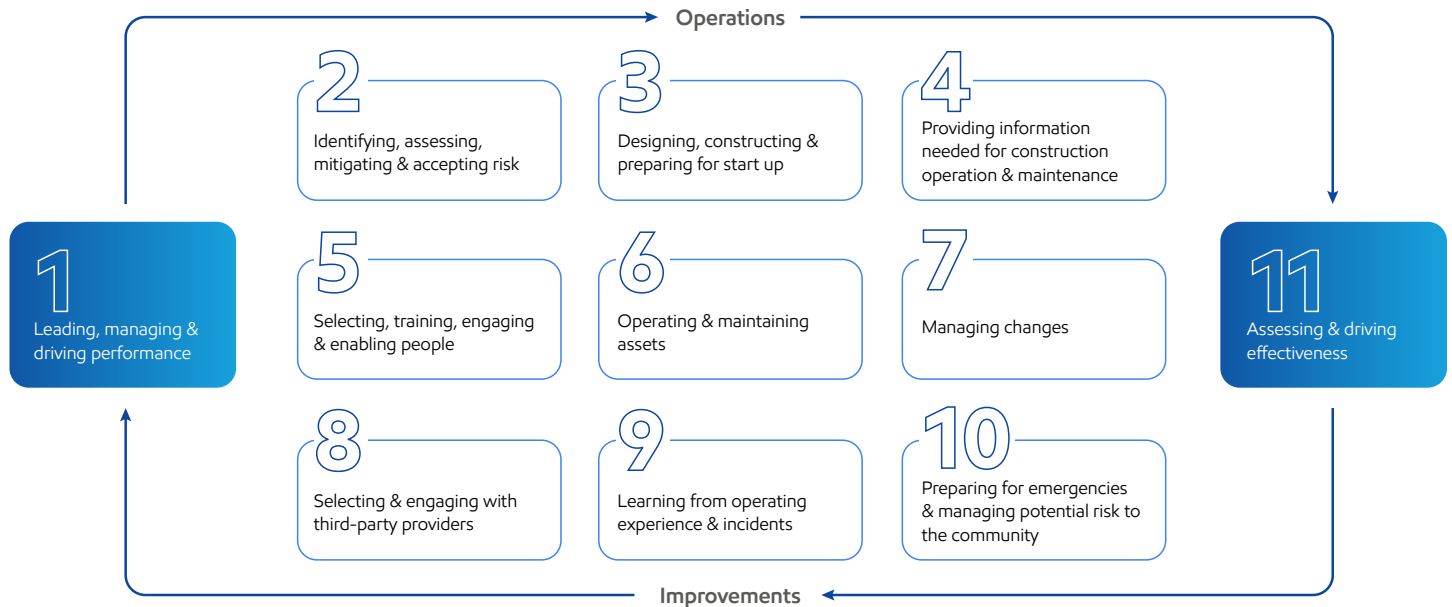 Operations
2
Identifying, assessing,
mitigating & accepting risk
3
Designing, constructing &
preparing for start up
4
Providing information
needed for construction
operation & maintenance
1
Leading, managing &
driving performance
5
Selecting, training, engaging
& enabling people
6
Operating & maintaining
assets
7
Managing changes
11
Assessing & driving
effectiveness
8
Selecting & engaging with
third-party providers
9
Learning from operating
experience & incidents
10
Preparing for emergencies
& managing potential risk to
the community
Improvements